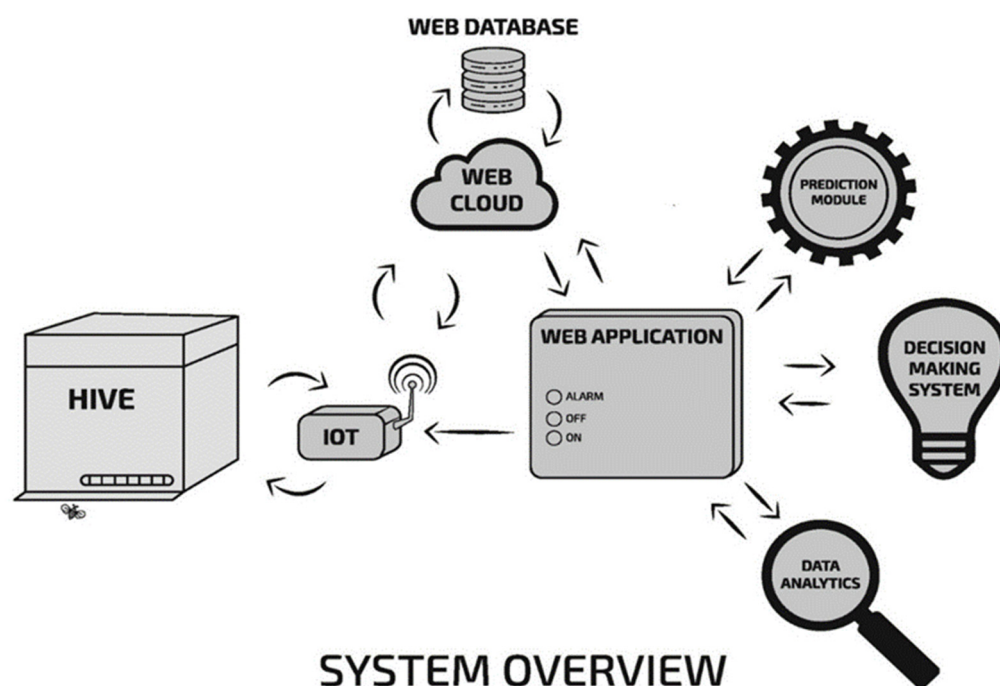 WEB DATABASE
WEB
CLOUD
PREDICTION
MODULE
HIVE
IOT
WEB APPLICATION
ALARM
OFF
ON
DECISION
MAKING
SYSTEM
DATA
ANALYTICS
SYSTEM OVERVIEW